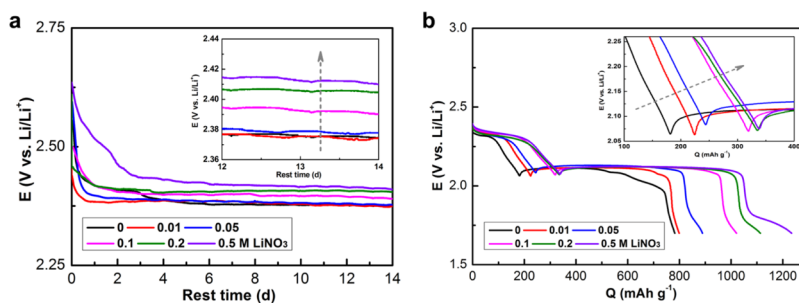 a
E (V vs. Li/Li⁺)
2.75
2.50
2.25
0 2 4 6 8 10 12 14
Rest time (d)
0 0.01 0.05
0.1 0.2 0.5 M LiNO₃
E (V vs. Li/Li⁺)
2.44
2.42
2.40
2.38
2.36
12 13 14
Rest time (d)
b
E (V vs. Li/Li⁺)
3.0
2.5
2.0
1.5
0 200 400 600 800 1000 1200
Q (mAh g⁻¹)
0 0.01 0.05
0.1 0.2 0.5 M LiNO₃
E (V vs. Li/Li⁺)
2.25
2.20
2.15
2.10
2.05
100 200 300 400
Q (mAh g⁻¹)